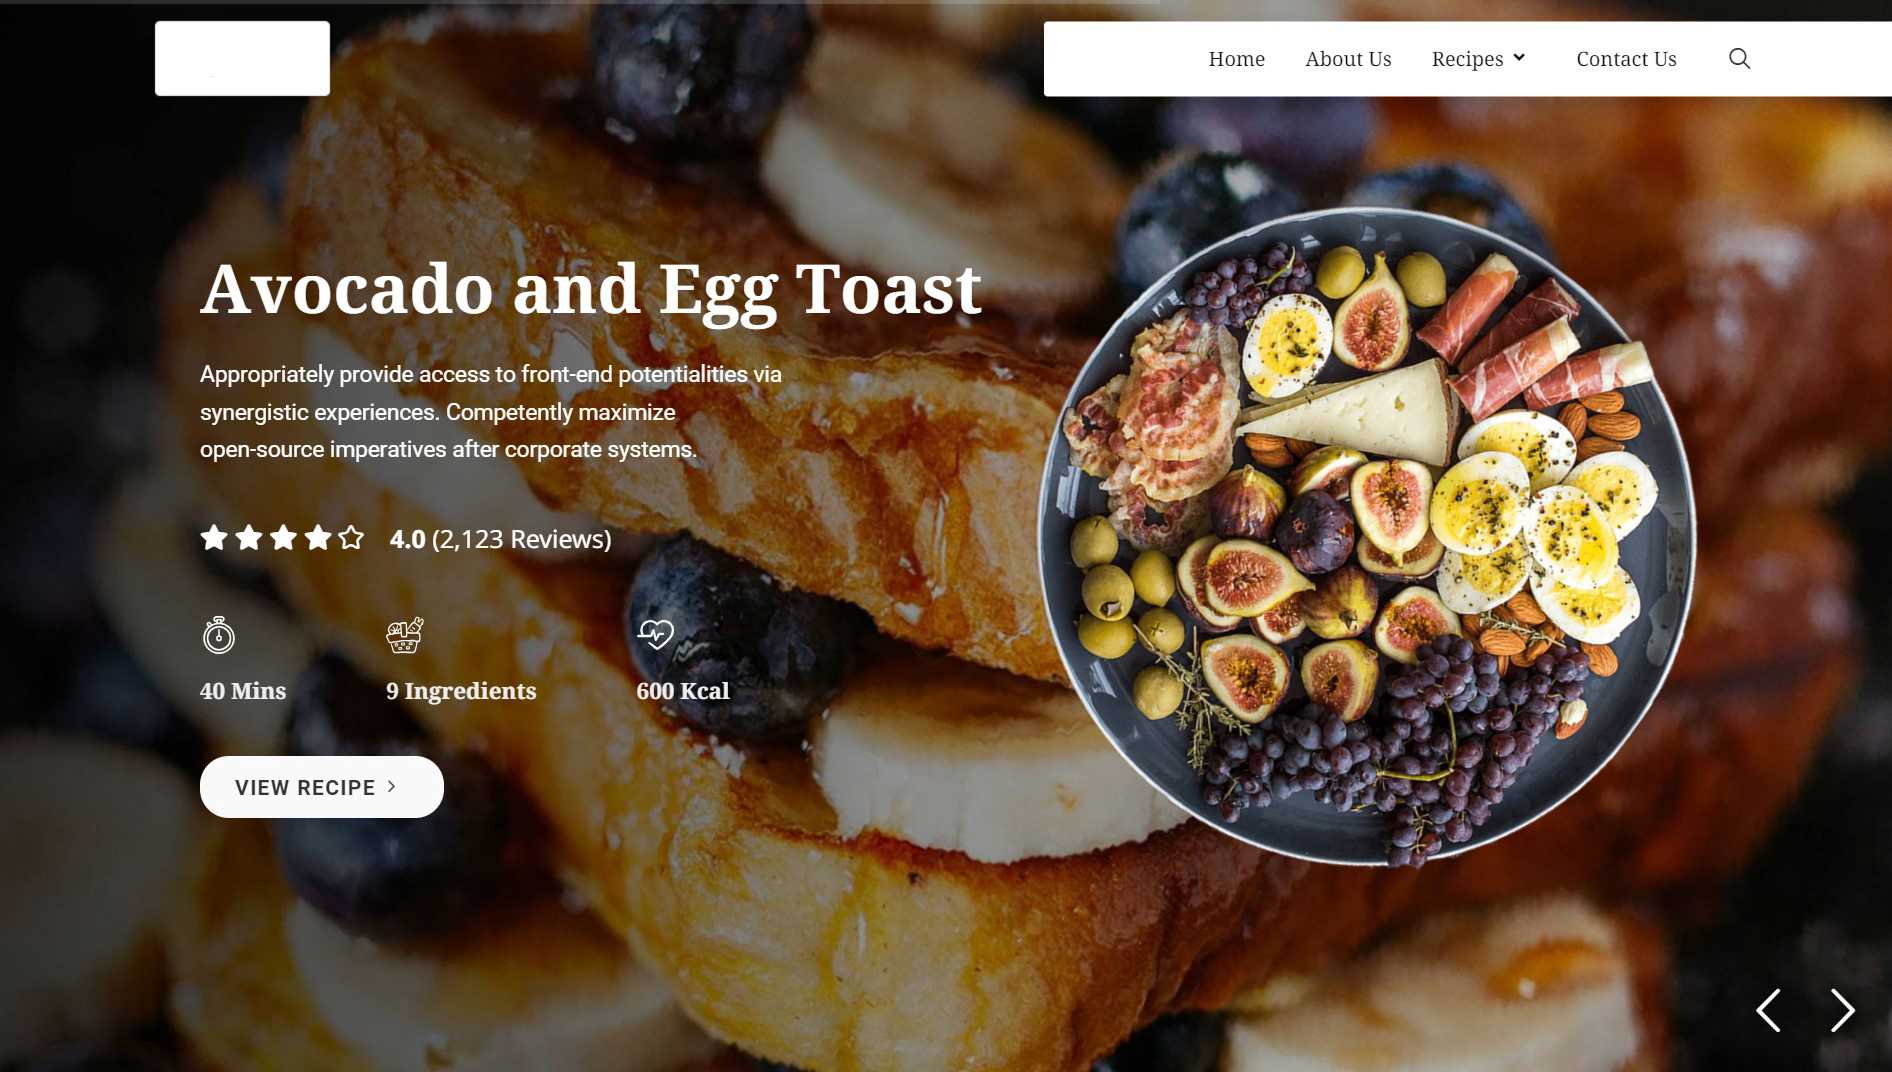 Home
About Us
Recipes
Contact Us
Avocado and Egg Toast
Appropriately provide access to front-end potentialities via
synergistic experiences. Competently maximize
open-source imperatives after corporate systems.
4.0 (2,123 Reviews)
40 Mins
9 Ingredients
600 Kcal
VIEW RECIPE